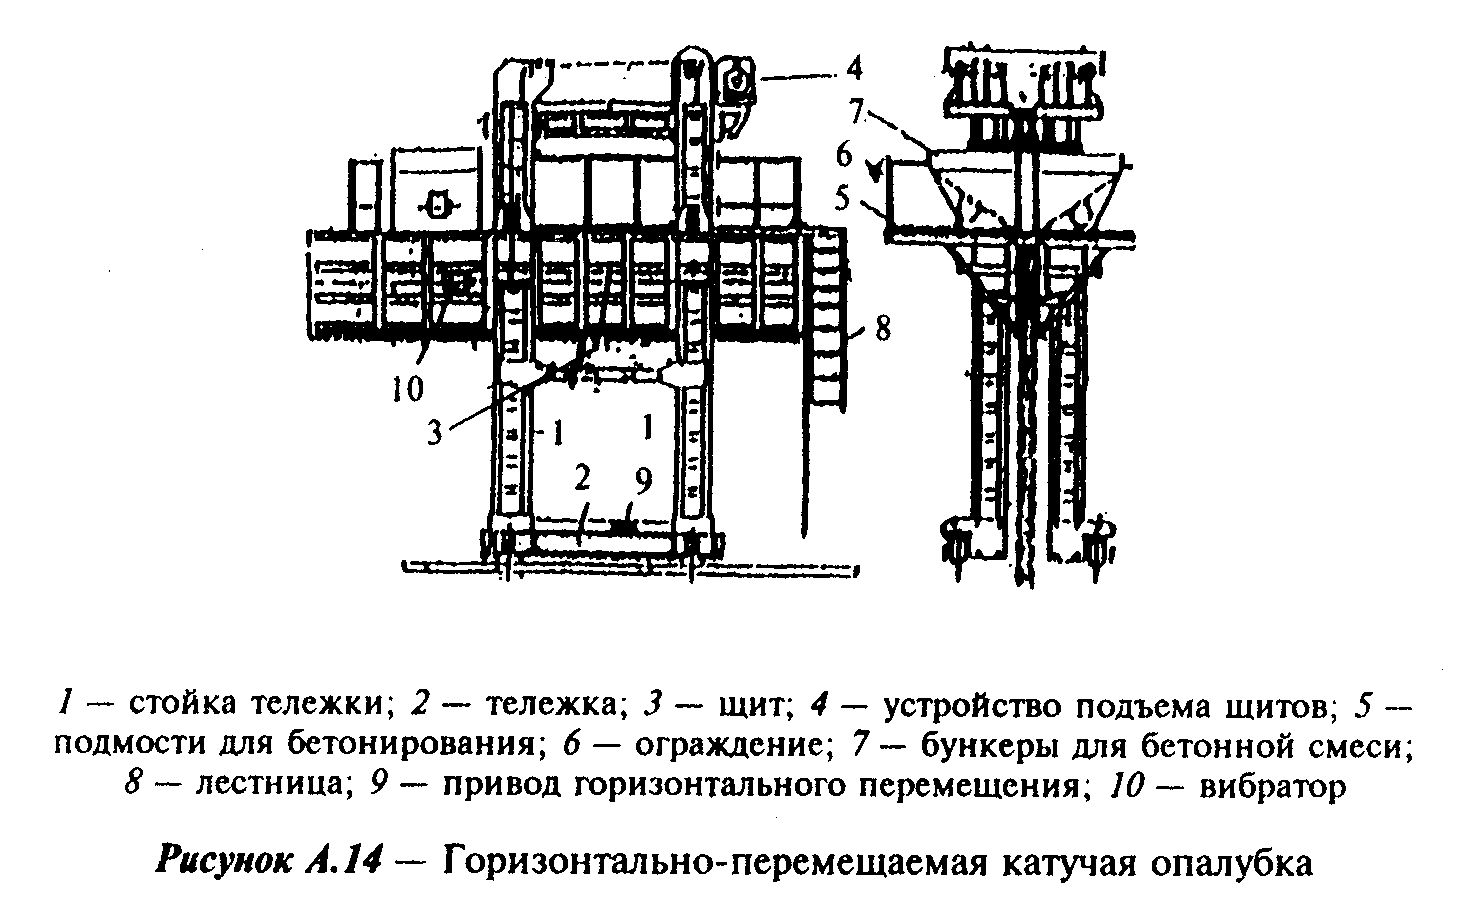 4
7
6
5
8
10
3
1
1
2
9
1 — стойка тележки; 2 — тележка; 3 — щит; 4 — устройство подъема щитов; 5 —
подмости для бетонирования; 6 — ограждение; 7 — бункеры для бетонной смеси;
8 — лестница; 9 — привод горизонтального перемещения; 10 — вибратор
Рисунок А.14 — Горизонтально-перемещаемая катучая опалубка